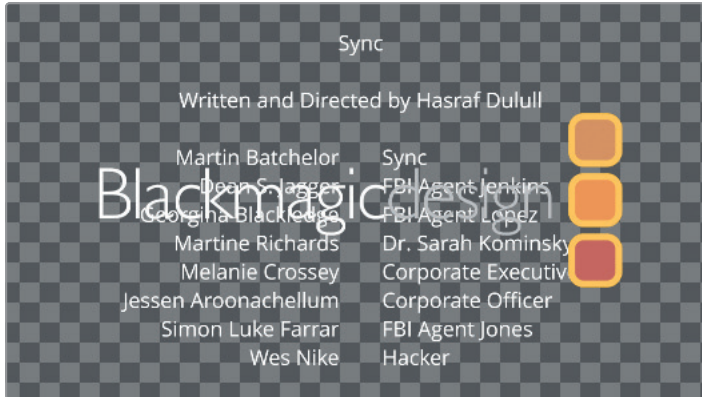 Sync
Written and Directed by Hasraf Dulull
Martin Batchelor Sync
Dean S. Jagger FBI Agent Jenkins
Blackmagicdesign
Georgina Blackledge FBI Agent Lopez
Martine Richards Dr. Sarah Kominsky
Melanie Crossey Corporate Executiv
Jessen Aroonachellum Corporate Officer
Simon Luke Farrar FBI Agent Jones
Wes Nike Hacker